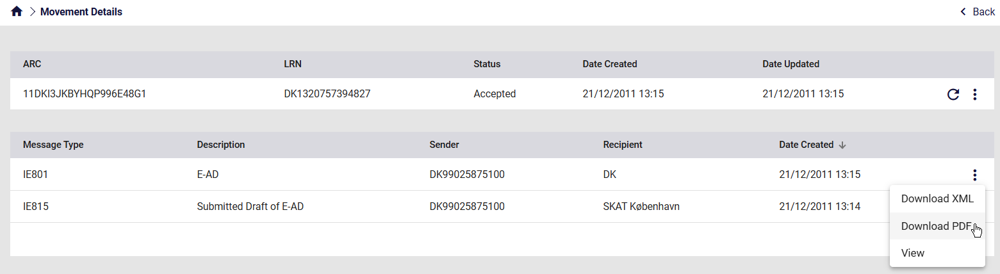 Movement Details Back
ARC LRN Status Date Created Date Updated
11DKI3JKBYHQP996E48G1 DK1320757394827 Accepted 21/12/2011 13:15 21/12/2011 13:15
Message Type Description Sender Recipient Date Created
IE801 E-AD DK99025875100 DK 21/12/2011 13:15
IE815 Submitted Draft of E-AD DK99025875100 SKAT København 21/12/2011 13:14
Download XML
Download PDF
View